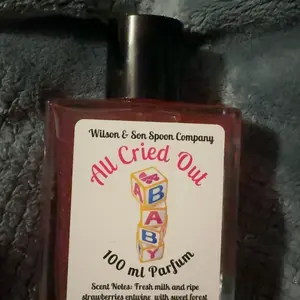 Wilson & Son Spoon Company
All Cried Out
A
B
A
B
Y
100 ml Parfum
Scent Notes: Fresh milk and ripe
strawberries entwine with sweet forest